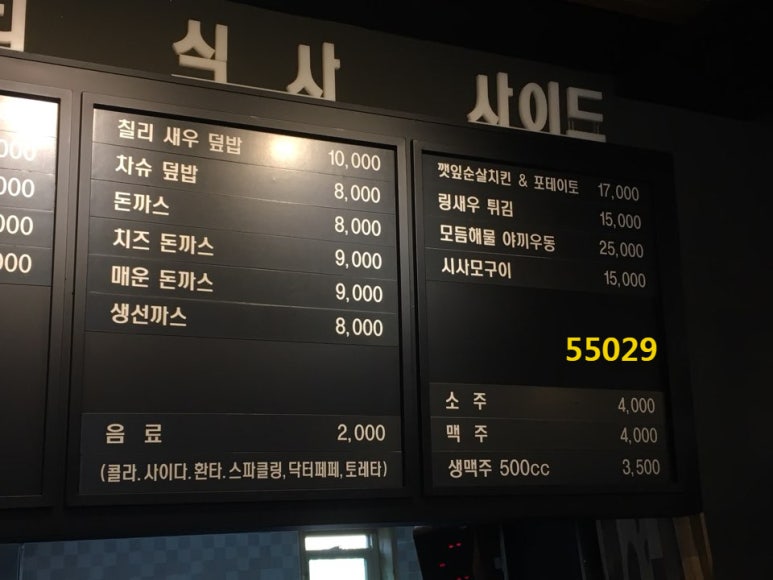 식 사
칠리 새우 덮밥 10,000
차슈 덮밥 8,000
돈까스 8,000
치즈 돈까스 9,000
매운 돈까스 9,000
생선까스 8,000
음 료 2,000
(콜라. 사이다. 환타. 스파클링, 닥터페페, 토레타)
사이드
깻잎순살치킨 & 포테이토 17,000
링새우 튀김 15,000
모듬해물 야끼우동 25,000
시사모구이 15,000
55029
소 주 4,000
맥 주 4,000
생맥주 500cc 3,500